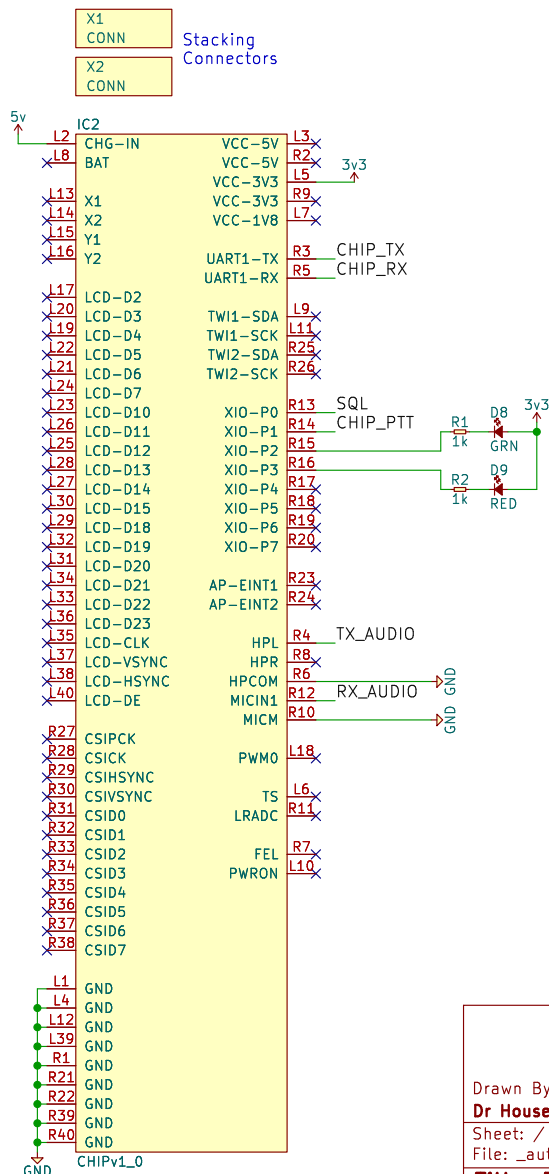 X1
CONN
X2
CONN
Stacking
Connectors
5v
IC2
L2 CHG-IN VCC-5V L3
L8 BAT VCC-5V R2
VCC-3V3 L5 3v3
L13 X1 VCC-3V3 R9
L14 X2 VCC-1V8 L7
L15 Y1
L16 Y2 UART1-TX R3 CHIP_TX
UART1-RX R5 CHIP_RX
L17 LCD-D2
L20 LCD-D3 TWI1-SDA L9
L19 LCD-D4 TWI1-SCK L11
L22 LCD-D5 TWI2-SDA R25
L21 LCD-D6 TWI2-SCK R26
L24 LCD-D7
L23 LCD-D10 XIO-P0 R13 SQL
L26 LCD-D11 XIO-P1 R14 CHIP_PTT
L25 LCD-D12 XIO-P2 R15
L28 LCD-D13 XIO-P3 R16
L27 LCD-D14 XIO-P4 R17
L30 LCD-D15 XIO-P5 R18
L29 LCD-D18 XIO-P6 R19
L32 LCD-D19 XIO-P7 R20
L31 LCD-D20
L34 LCD-D21 AP-EINT1 R23
L33 LCD-D22 AP-EINT2 R24
L36 LCD-D23
L35 LCD-CLK HPL R4 TX_AUDIO
L37 LCD-VSYNC HPR R8
L38 LCD-HSYNC HPCOM R6 GND
L40 LCD-DE MICIN1 R12 RX_AUDIO
MICM R10 GND
R27 CSIPCK
R28 CSICK PWM0 L18
R29 CSIHSYNC
R30 CSIVSYNC TS L6
R31 CSID0 LRADC R11
R32 CSID1
R33 CSID2 FEL R7
R34 CSID3 PWRON L10
R35 CSID4
R36 CSID5
R37 CSID6
R38 CSID7
L1 GND
L4 GND
L12 GND
L39 GND
R1 GND
R21 GND
R22 GND
R39 GND
R40 GND
GND
CHIPv1_0
3v3
R1 D8
1k GRN
R2 D9
1k RED
Drawn By
Dr House
Sheet: /
File: _aut